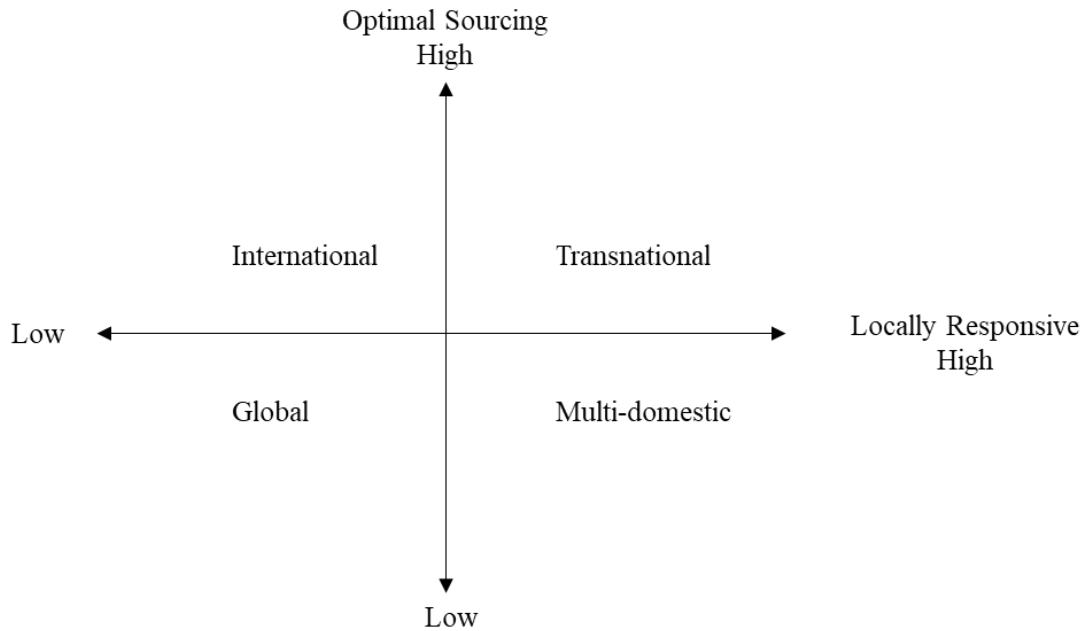 Optimal Sourcing
High
International
Transnational
Low
Locally Responsive
High
Global
Multi-domestic
Low